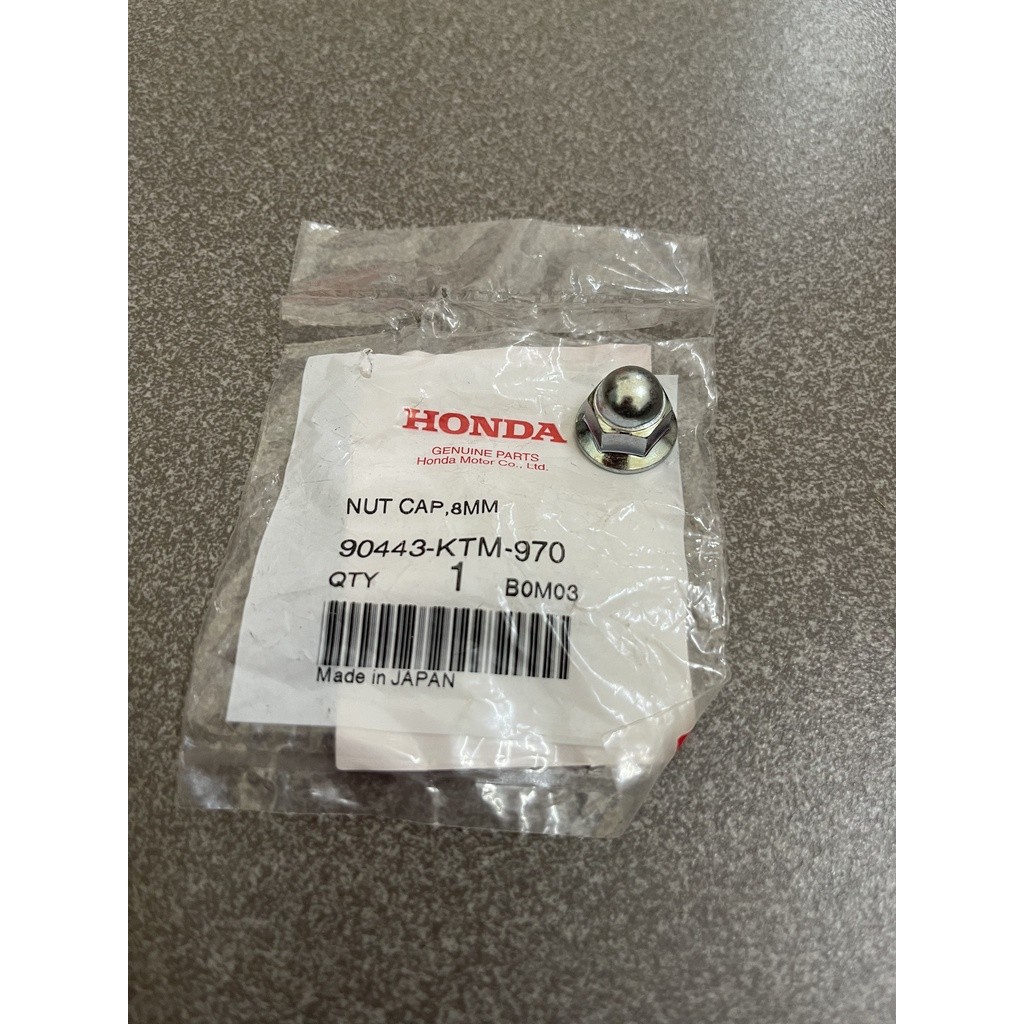 HONDA
GENUINE PARTS
Honda Motor Co., Ltd.
NUT CAP,8MM
90443-KTM-970
QTY 1 B0M03
Made in JAPAN